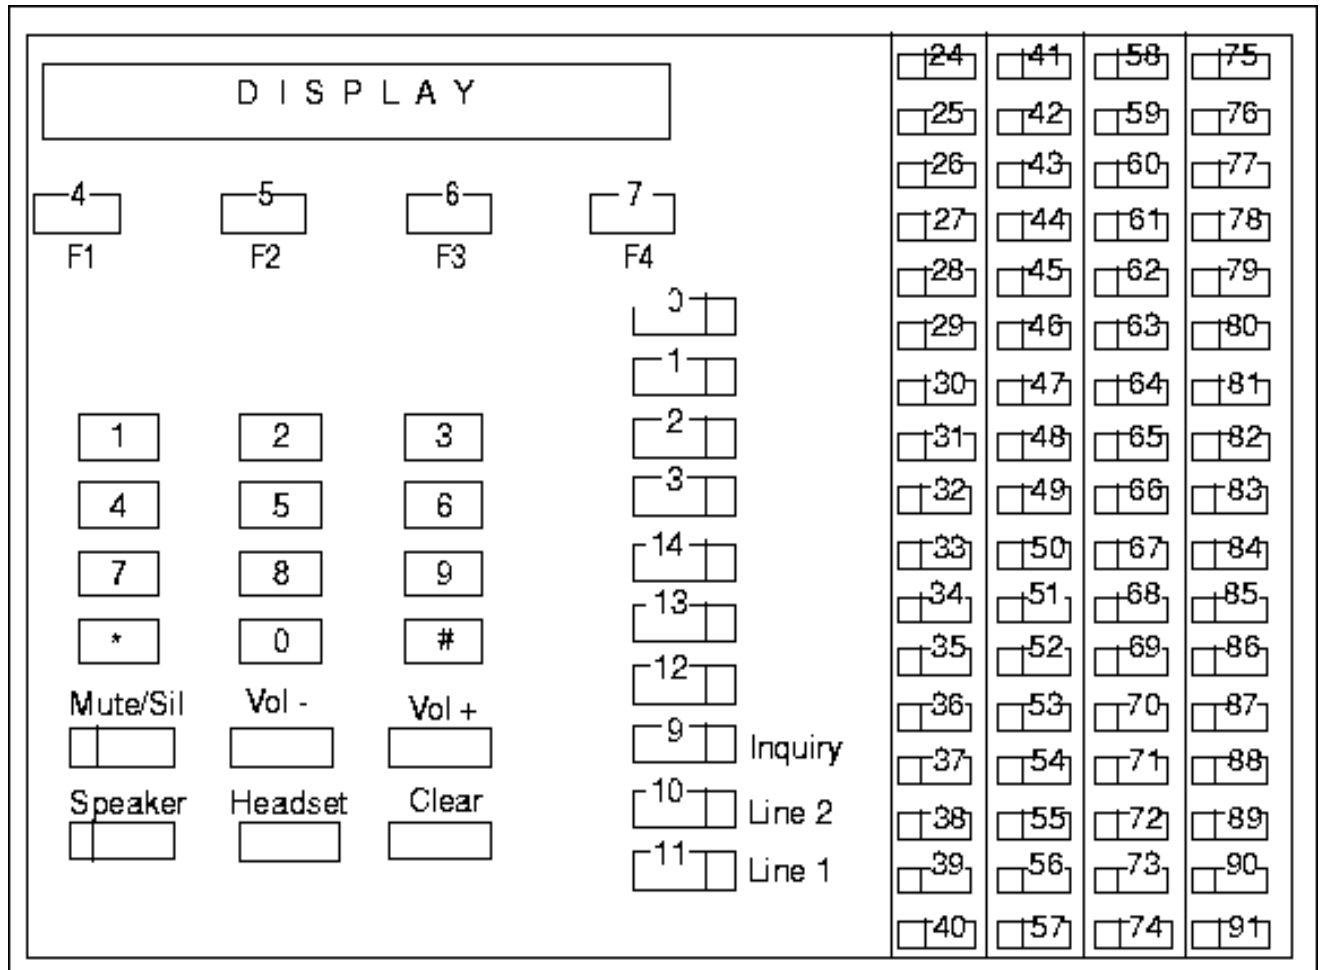 DISPLAY
4 5 6 7
F1 F2 F3 F4
0
1
2
3
14
13
12
9 Inquiry
10 Line 2
11 Line 1
1 2 3
4 5 6
7 8 9
* 0 #
Mute/Sil Vol - Vol +
Speaker Headset Clear
24 41 58 75
25 42 59 76
26 43 60 77
27 44 61 78
28 45 62 79
29 46 63 80
30 47 64 81
31 48 65 82
32 49 66 83
33 50 67 84
34 51 68 85
35 52 69 86
36 53 70 87
37 54 71 88
38 55 72 89
39 56 73 90
40 57 74 91